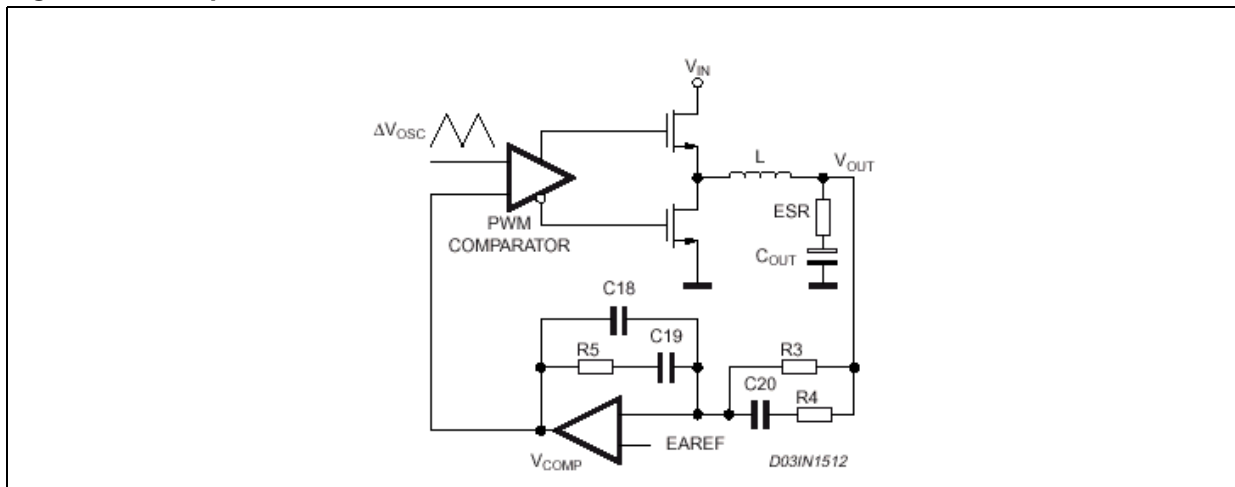 V_IN
ΔV_OSC
L
V_OUT
ESR
PWM
COMPARATOR
C_OUT
C18
C19
R5
R3
C20
R4
EAREF
V_COMP
D03IN1512